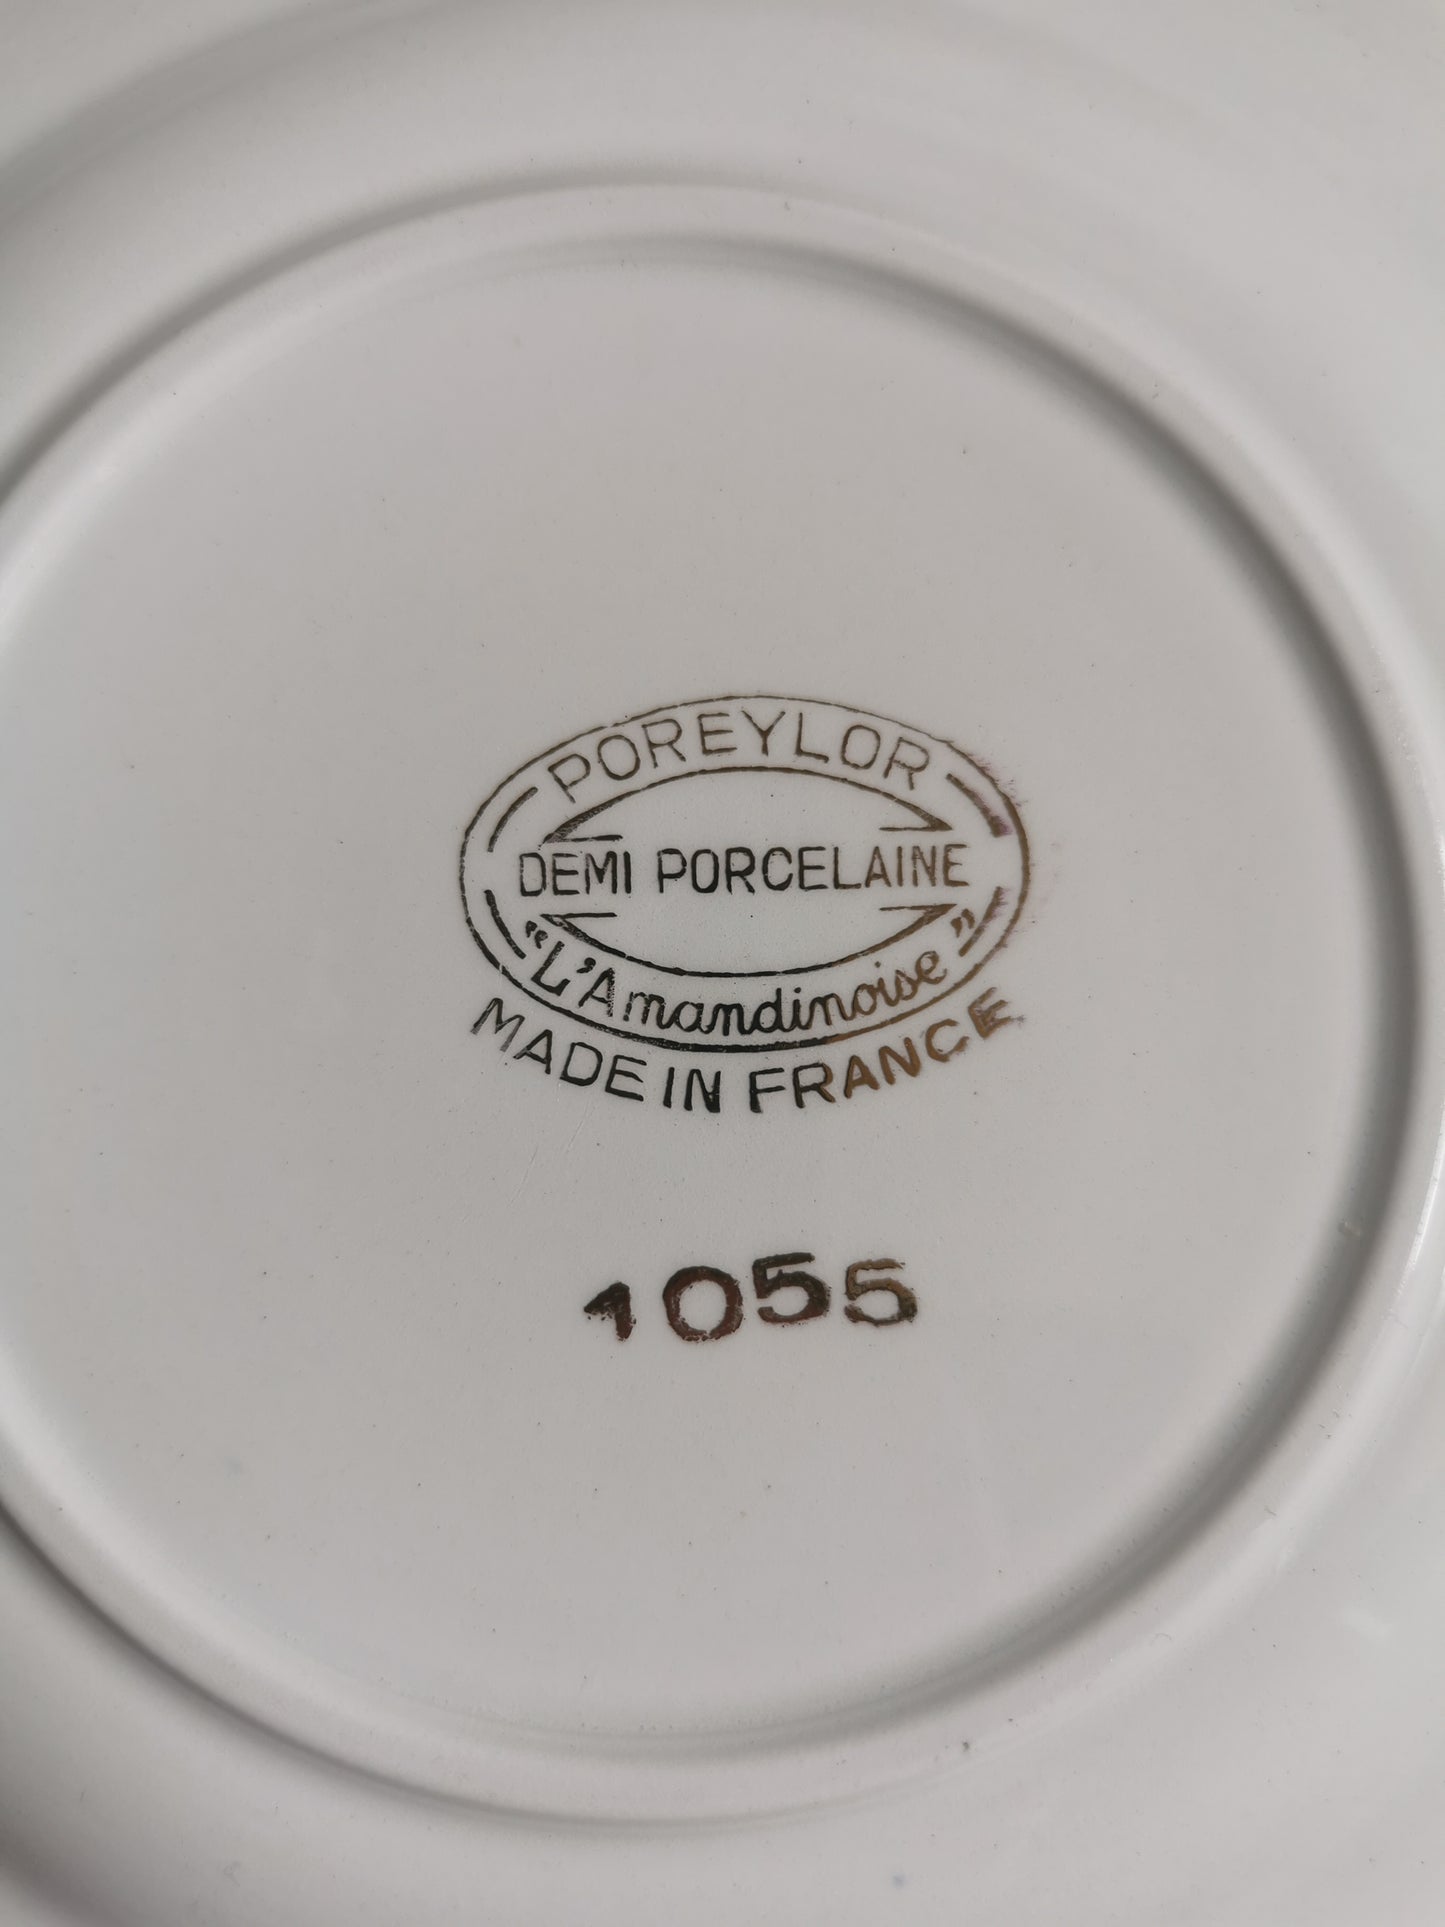 POREYLOR
DEMI PORCELAINE
"L'Amandinoise"
MADE IN FRANCE
1055